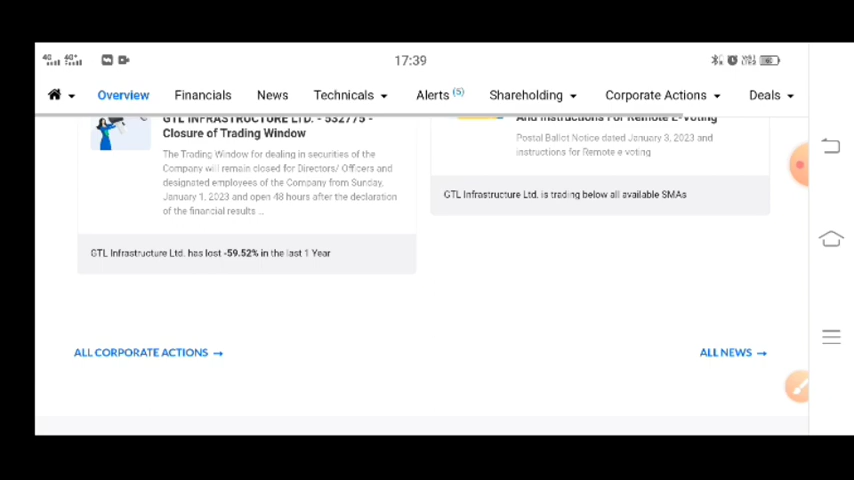 17:39
Overview Financials News Technicals Alerts (5) Shareholding Corporate Actions Deals
GTL INFRASTRUCTURE LTD. - 532775 -
Closure of Trading Window
The Trading Window for dealing in securities of the
Company will remain closed for Directors/ Officers and
designated employees of the Company from Sunday,
January 1, 2023 and open 48 hours after the declaration
of the financial results ...
GTL Infrastructure Ltd. has lost -59.52% in the last 1 Year
And Instructions For Remote E-Voting
Postal Ballot Notice dated January 3, 2023 and
instructions for Remote e voting
GTL Infrastructure Ltd. is trading below all available SMAs
ALL CORPORATE ACTIONS → ALL NEWS →